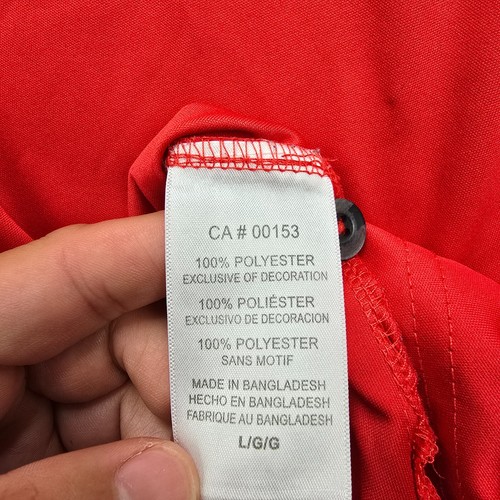 CA # 00153
100% POLYESTER
EXCLUSIVE OF DECORATION
100% POLIÉSTER
EXCLUSIVO DE DECORACION
100% POLYESTER
SANS MOTIF
MADE IN BANGLADESH
HECHO EN BANGLADESH
FABRIQUE AU BANGLADESH
L/G/G